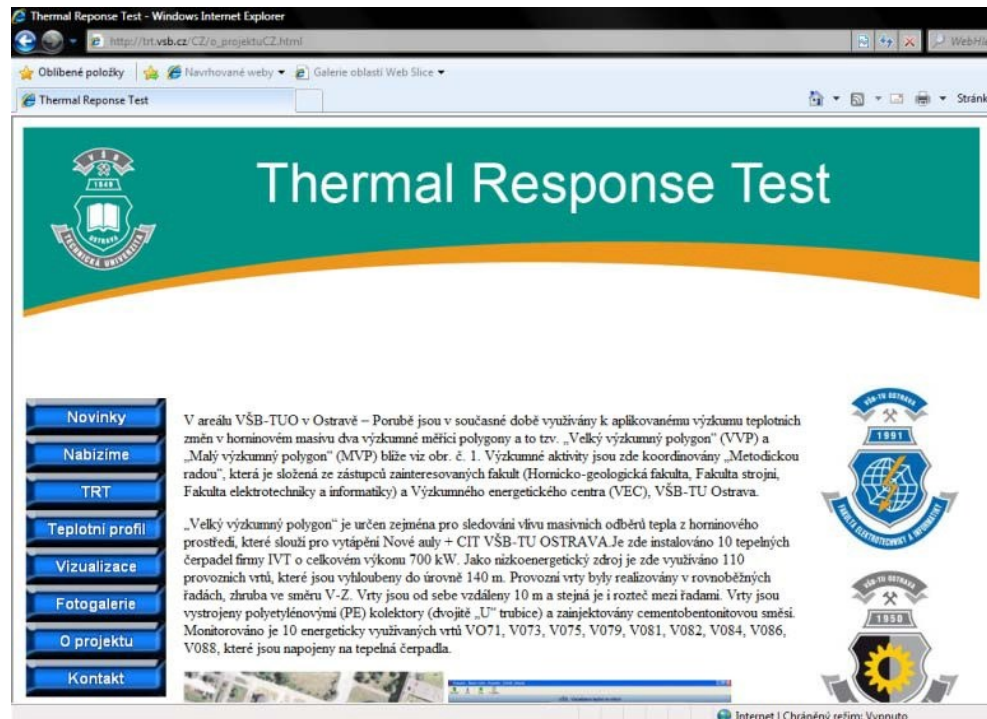 Thermal Reponse Test - Windows Internet Explorer
http://trt.vsb.cz/CZ/o_projektuCZ.html
Oblíbené položky
Navrhované weby
Galerie oblastí Web Slice
Thermal Reponse Test
Stránk
VŠB
1849
OSTRAVA
TECHNICKÁ UNIVERZITA
Thermal Response Test
Novinky
Nabízíme
TRT
Teplotní profil
Vizualizace
Fotogalerie
O projektu
Kontakt
V areálu VŠB-TUO v Ostravě – Porubě jsou v současné době využívány k aplikovanému výzkumu teplotních
změn v horninovém masivu dva výzkumné měřící polygony a to tzv. „Velký výzkumný polygon" (VVP) a
„Malý výzkumný polygon" (MVP) blíže viz obr. č. 1. Výzkumné aktivity jsou zde koordinovány „Metodickou
radou", která je složená ze zástupců zainteresovaných fakult (Hornicko-geologická fakulta, Fakulta strojní,
Fakulta elektrotechniky a informatiky) a Výzkumného energetického centra (VEC), VŠB-TU Ostrava.
„Velký výzkumný polygon" je určen zejména pro sledování vlivu masivních odběrů tepla z horninového
prostředí, které slouží pro vytápění Nové auly + CIT VŠB-TU OSTRAVA.Je zde instalováno 10 tepelných
čerpadel firmy IVT o celkovém výkonu 700 kW. Jako nízkoenergetický zdroj je zde využíváno 110
provozních vrtů, které jsou vyhloubeny do úrovně 140 m. Provozní vrty byly realizovány v rovnoběžných
řadách, zhruba ve směru V-Z. Vrty jsou od sebe vzdáleny 10 m a stejná je i rozteč mezi řadami. Vrty jsou
vystrojeny polyetylénovými (PE) kolektory (dvojitě „U" trubice) a zainjektovány cementobentonitovou směsí.
Monitorováno je 10 energeticky využívaných vrtů VO71, V073, V075, V079, V081, V082, V084, V086,
V088, které jsou napojeny na tepelná čerpadla.
VŠB-TU OSTRAVA
1991
FAKULTA ELEKTROTECHNIKY A INFORMATIKY
VŠB-TU OSTRAVA
1950
Internet | Chráněný režim: Vypnuto